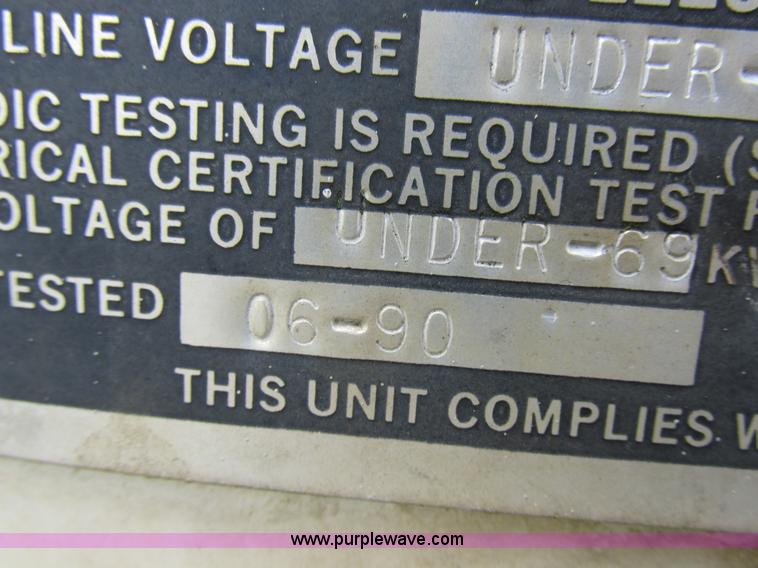 LINE VOLTAGE UNDER-
DIC TESTING IS REQUIRED (S
RICAL CERTIFICATION TEST
OLTAGE OF UNDER-69 K
TESTED 06-90
THIS UNIT COMPLIES W
www.purplewave.com